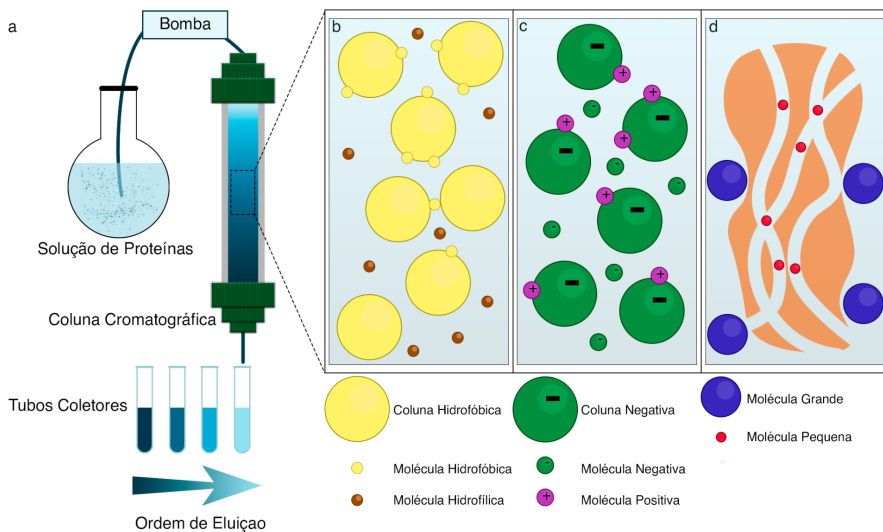 a
Bomba
Solução de Proteínas
Coluna Cromatográfica
Tubos Coletores
Ordem de Eluiçao
b
c
d
Coluna Hidrofóbica
Molécula Hidrofóbica
Molécula Hidrofílica
Coluna Negativa
Molécula Negativa
Molécula Positiva
Molécula Grande
Molécula Pequena